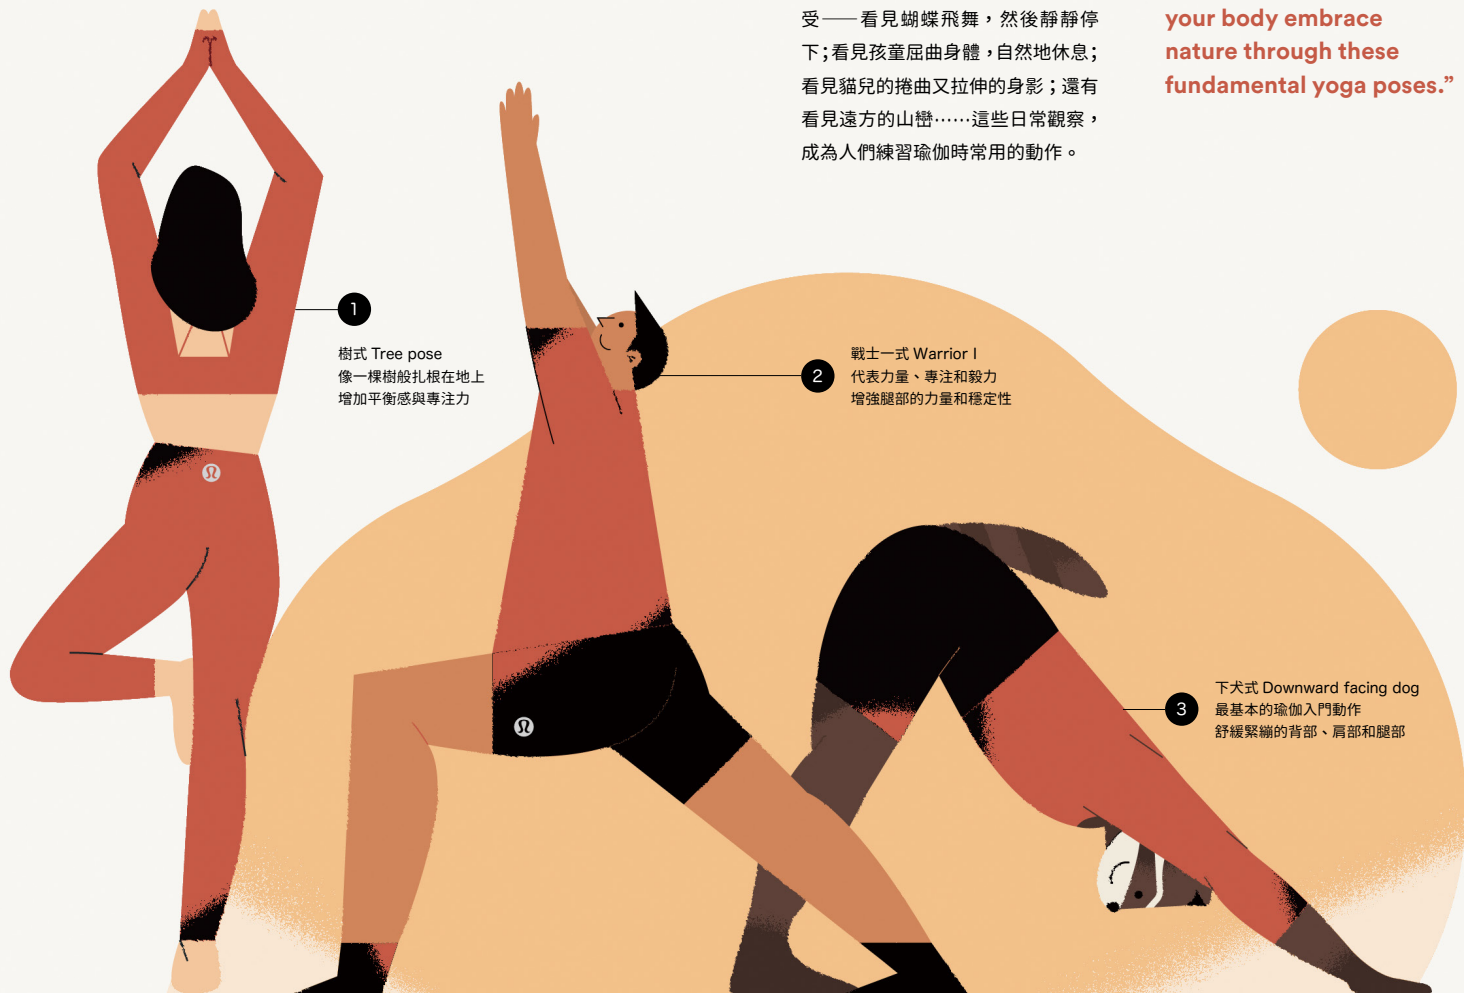 受——看見蝴蝶飛舞，然後靜靜停
下；看見孩童屈曲身體，自然地休息；
看見貓兒的捲曲又拉伸的身影；還有
看見遠方的山巒⋯⋯這些日常觀察，
成為人們練習瑜伽時常用的動作。
your body embrace
nature through these
fundamental yoga poses.”
1
樹式 Tree pose
像一棵樹般扎根在地上
增加平衡感與專注力
2
戰士一式 Warrior I
代表力量、專注和毅力
增強腿部的力量和穩定性
3
下犬式 Downward facing dog
最基本的瑜伽入門動作
舒緩緊繃的背部、肩部和腿部